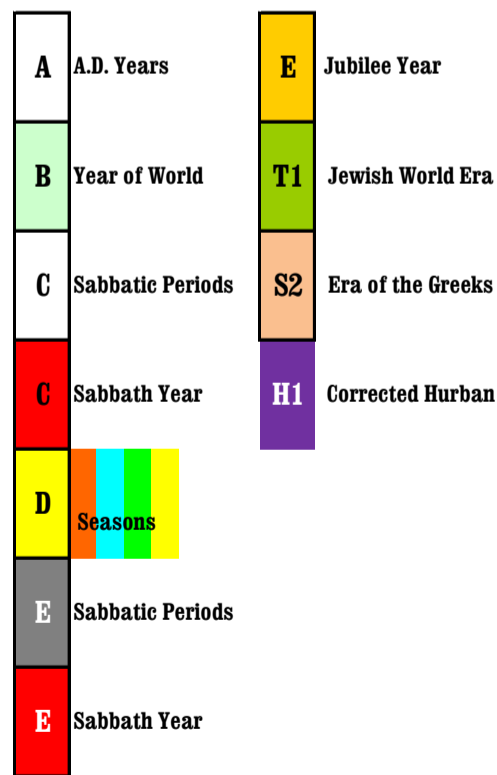 A A.D. Years
B Year of World
C Sabbatic Periods
C Sabbath Year
D Seasons
E Sabbatic Periods
E Sabbath Year
E Jubilee Year
T1 Jewish World Era
S2 Era of the Greeks
H1 Corrected Hurban